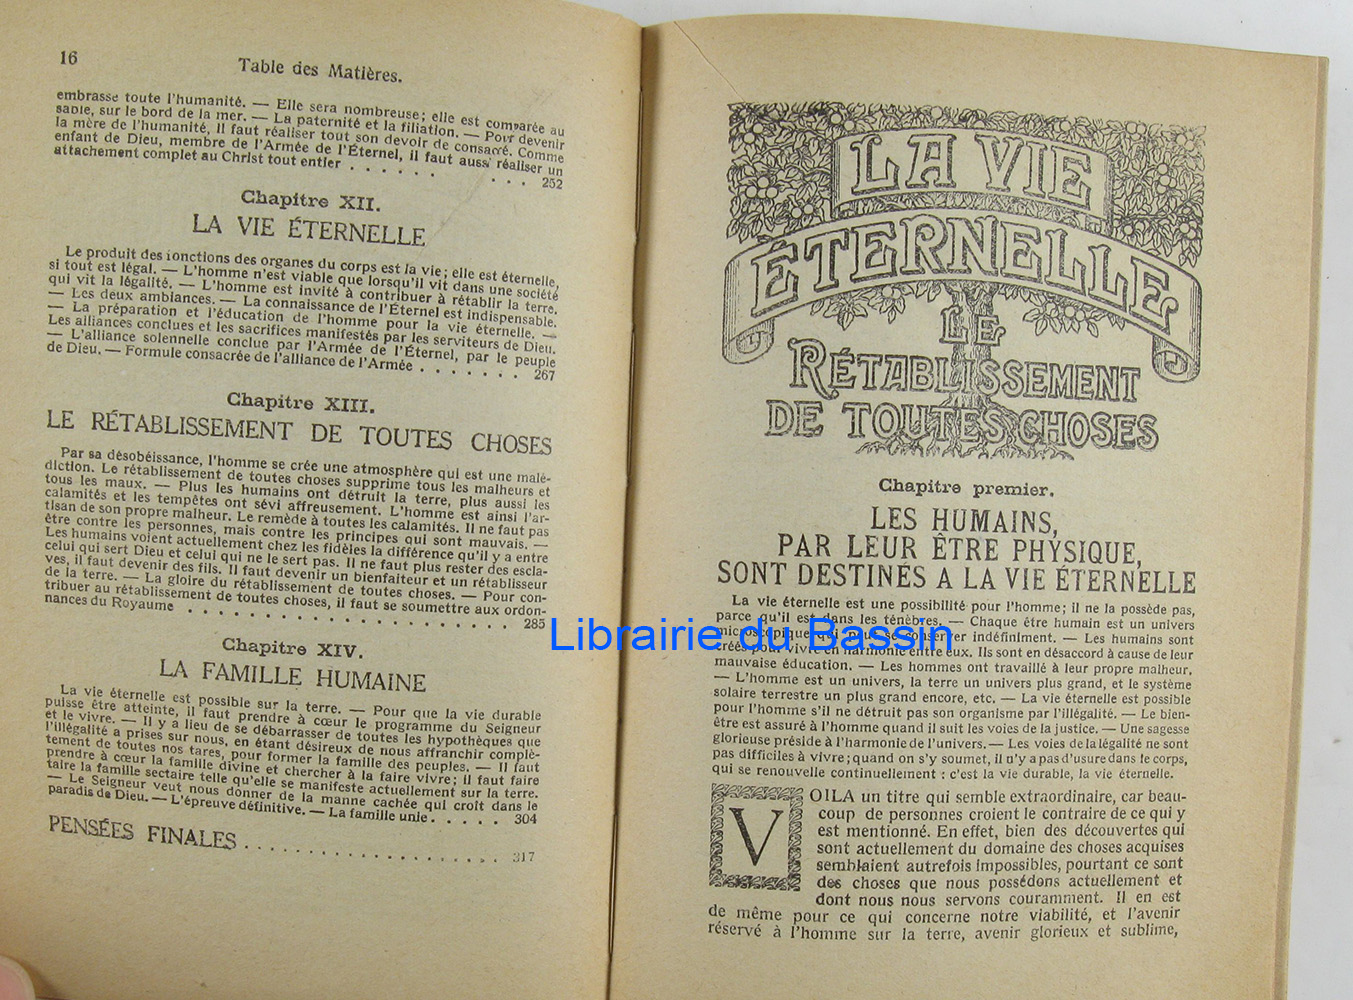 16
Table des Matières.
embrasse toute l'humanité. — Elle sera nombreuse; elle est comparée au
sable, sur le bord de la mer. — La paternité et la filiation. — Pour devenir
la mère de l'humanité, il faut réaliser tout son devoir de consacré. Comme
enfant de Dieu, membre de l'Armée de l'Éternel, il faut aussi réaliser un
attachement complet au Christ tout entier . . . . . . . . . 252
Chapitre XII.
LA VIE ÉTERNELLE
Le produit des fonctions des organes du corps est la vie; elle est éternelle,
si tout est légal. — L'homme n'est viable que lorsqu'il vit dans une société
qui vit la légalité. — L'homme est invité à contribuer à rétablir la terre.
— Les deux ambiances. — La connaissance de l'Éternel est indispensable.
— La préparation et l'éducation de l'homme pour la vie éternelle. —
Les alliances conclues et les sacrifices manifestés par les serviteurs de Dieu.
— L'alliance solennelle conclue par l'Armée de l'Éternel, par le peuple
de Dieu. — Formule consacrée de l'alliance de l'Armée . . . . . . . 267
Chapitre XIII.
LE RÉTABLISSEMENT DE TOUTES CHOSES
Par sa désobéissance, l'homme se crée une atmosphère qui est une malé-
diction. Le rétablissement de toutes choses supprime tous les malheurs et
tous les maux. — Plus les humains ont détruit la terre, plus aussi les
calamités et les tempêtes ont sévi affreusement. L'homme est ainsi l'ar-
tisan de son propre malheur. Le remède à toutes les calamités. Il ne faut pas
être contre les personnes, mais contre les principes qui sont mauvais. —
Les humains voient actuellement chez les fidèles la différence qu'il y a entre
celui qui sert Dieu et celui qui ne le sert pas. Il ne faut plus rester des escla-
ves, il faut devenir des fils. Il faut devenir un bienfaiteur et un rétablisseur
de la terre. — La gloire du rétablissement de toutes choses. — Pour con-
tribuer au rétablissement de toutes choses, il faut se soumettre aux ordon-
nances du Royaume . . . . . . . . . . . . . . . . . 285
Chapitre XIV.
LA FAMILLE HUMAINE
La vie éternelle est possible sur la terre. — Pour que la vie durable
puisse être atteinte, il faut prendre à cœur le programme du Seigneur
et le vivre. — Il y a lieu de se débarrasser de toutes les hypothèques que
l'illégalité a prises sur nous, en étant désireux de nous affranchir complè-
tement de toutes nos tares, pour former la famille des peuples. — Il faut
prendre à cœur la famille divine et chercher à la faire vivre; il faut faire
taire la famille sectaire telle qu'elle se manifeste actuellement sur la terre.
— Le Seigneur veut nous donner de la manne cachée qui croît dans le
paradis de Dieu. — L'épreuve définitive. — La famille unie. . . . . . 304
PENSÉES FINALES . . . . . . . . . . . . . . . . 317
LA VIE
ÉTERNELLE
LE
RÉTABLISSEMENT
DE TOUTES CHOSES
Chapitre premier.
LES HUMAINS,
PAR LEUR ÊTRE PHYSIQUE,
SONT DESTINÉS A LA VIE ÉTERNELLE
La vie éternelle est une possibilité pour l'homme; il ne la possède pas,
parce qu'il est dans les ténèbres. — Chaque être humain est un univers
microscopique qui peut se conserver indéfiniment. — Les humains sont
créés pour vivre en harmonie entre eux. Ils sont en désaccord à cause de leur
mauvaise éducation. — Les hommes ont travaillé à leur propre malheur.
— L'homme est un univers, la terre un univers plus grand, et le système
solaire terrestre un plus grand encore, etc. — La vie éternelle est possible
pour l'homme s'il ne détruit pas son organisme par l'illégalité. — Le bien-
être est assuré à l'homme quand il suit les voies de la justice. — Une sagesse
glorieuse préside à l'harmonie de l'univers. — Les voies de la légalité ne sont
pas difficiles à vivre; quand on s'y soumet, il n'y a pas d'usure dans le corps,
qui se renouvelle continuellement : c'est la vie durable, la vie éternelle.
VOILA un titre qui semble extraordinaire, car beau-
coup de personnes croient le contraire de ce qui y
est mentionné. En effet, bien des découvertes qui
sont actuellement du domaine des choses acquises
semblaient autrefois impossibles, pourtant ce sont
des choses que nous possédons actuellement et
dont nous nous servons couramment. Il en est
de même pour ce qui concerne notre viabilité, et l'avenir
réservé à l'homme sur la terre, avenir glorieux et sublime,
Librairie du Bassin